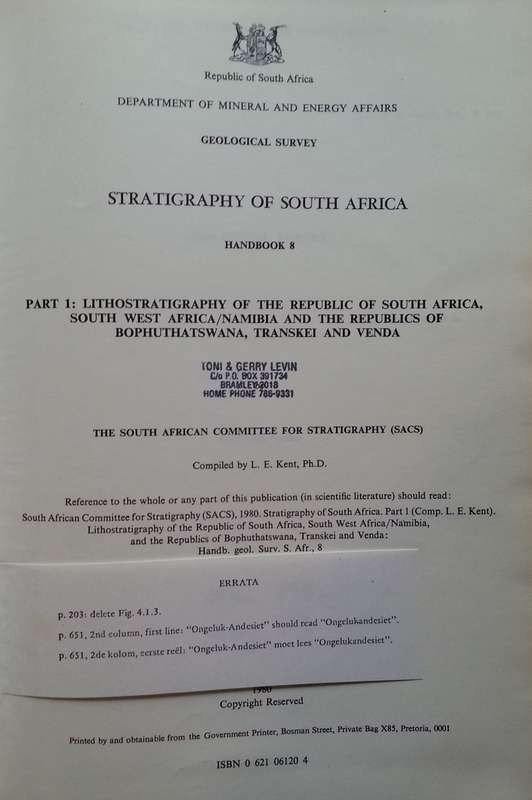 Republic of South Africa
DEPARTMENT OF MINERAL AND ENERGY AFFAIRS
GEOLOGICAL SURVEY
STRATIGRAPHY OF SOUTH AFRICA
HANDBOOK 8
PART 1: LITHOSTRATIGRAPHY OF THE REPUBLIC OF SOUTH AFRICA,
SOUTH WEST AFRICA/NAMIBIA AND THE REPUBLICS OF
BOPHUTHATSWANA, TRANSKEI AND VENDA
TONI & GERRY LEVIN
C/o P.O. BOX 391734
BRAMLEY 2018
HOME PHONE 786-9331
THE SOUTH AFRICAN COMMITTEE FOR STRATIGRAPHY (SACS)
Compiled by L. E. Kent, Ph.D.
Reference to the whole or any part of this publication (in scientific literature) should read:
South African Committee for Stratigraphy (SACS), 1980. Stratigraphy of South Africa. Part 1 (Comp. L. E. Kent).
Lithostratigraphy of the Republic of South Africa, South West Africa/Namibia,
and the Republics of Bophuthatswana, Transkei and Venda:
Handb. geol. Surv. S. Afr., 8
ERRATA
p. 203: delete Fig. 4.1.3.
p. 651, 2nd column, first line: "Ongeluk-Andesiet" should read "Ongelukandesiet".
p. 651, 2de kolom, eerste reël: "Ongeluk-Andesiet" moet lees "Ongelukandesiet".
1980
Copyright Reserved
Printed by and obtainable from the Government Printer, Bosman Street, Private Bag X85, Pretoria, 0001
ISBN 0 621 06120 4